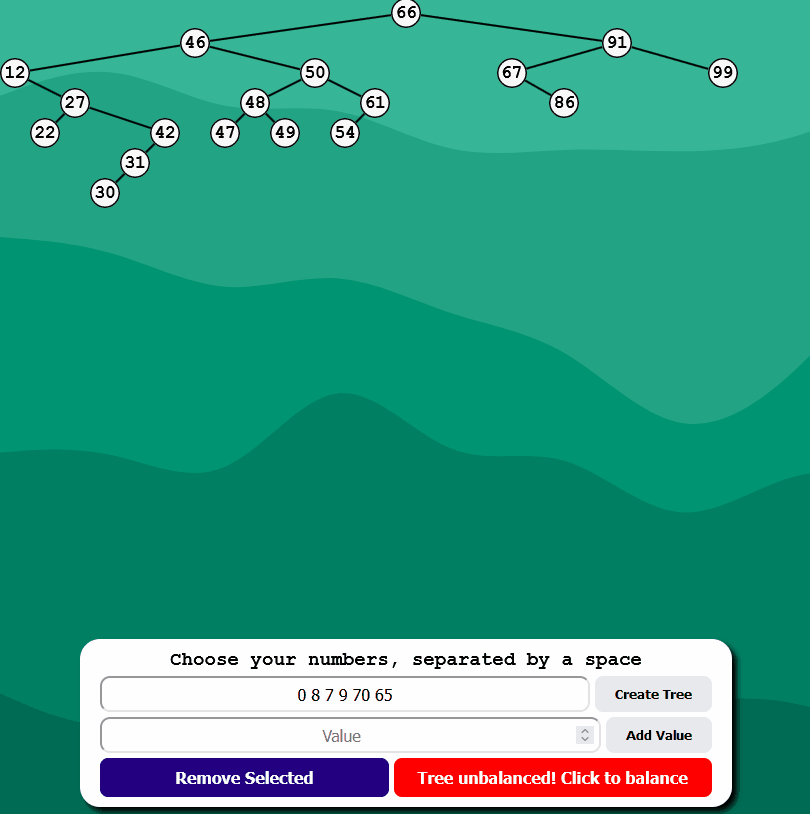 66
46 91
12 50 67 99
27 48 61 86
22 42 47 49 54
31
30
Choose your numbers, separated by a space
0 8 7 9 70 65 Create Tree
Value Add Value
Remove Selected Tree unbalanced! Click to balance